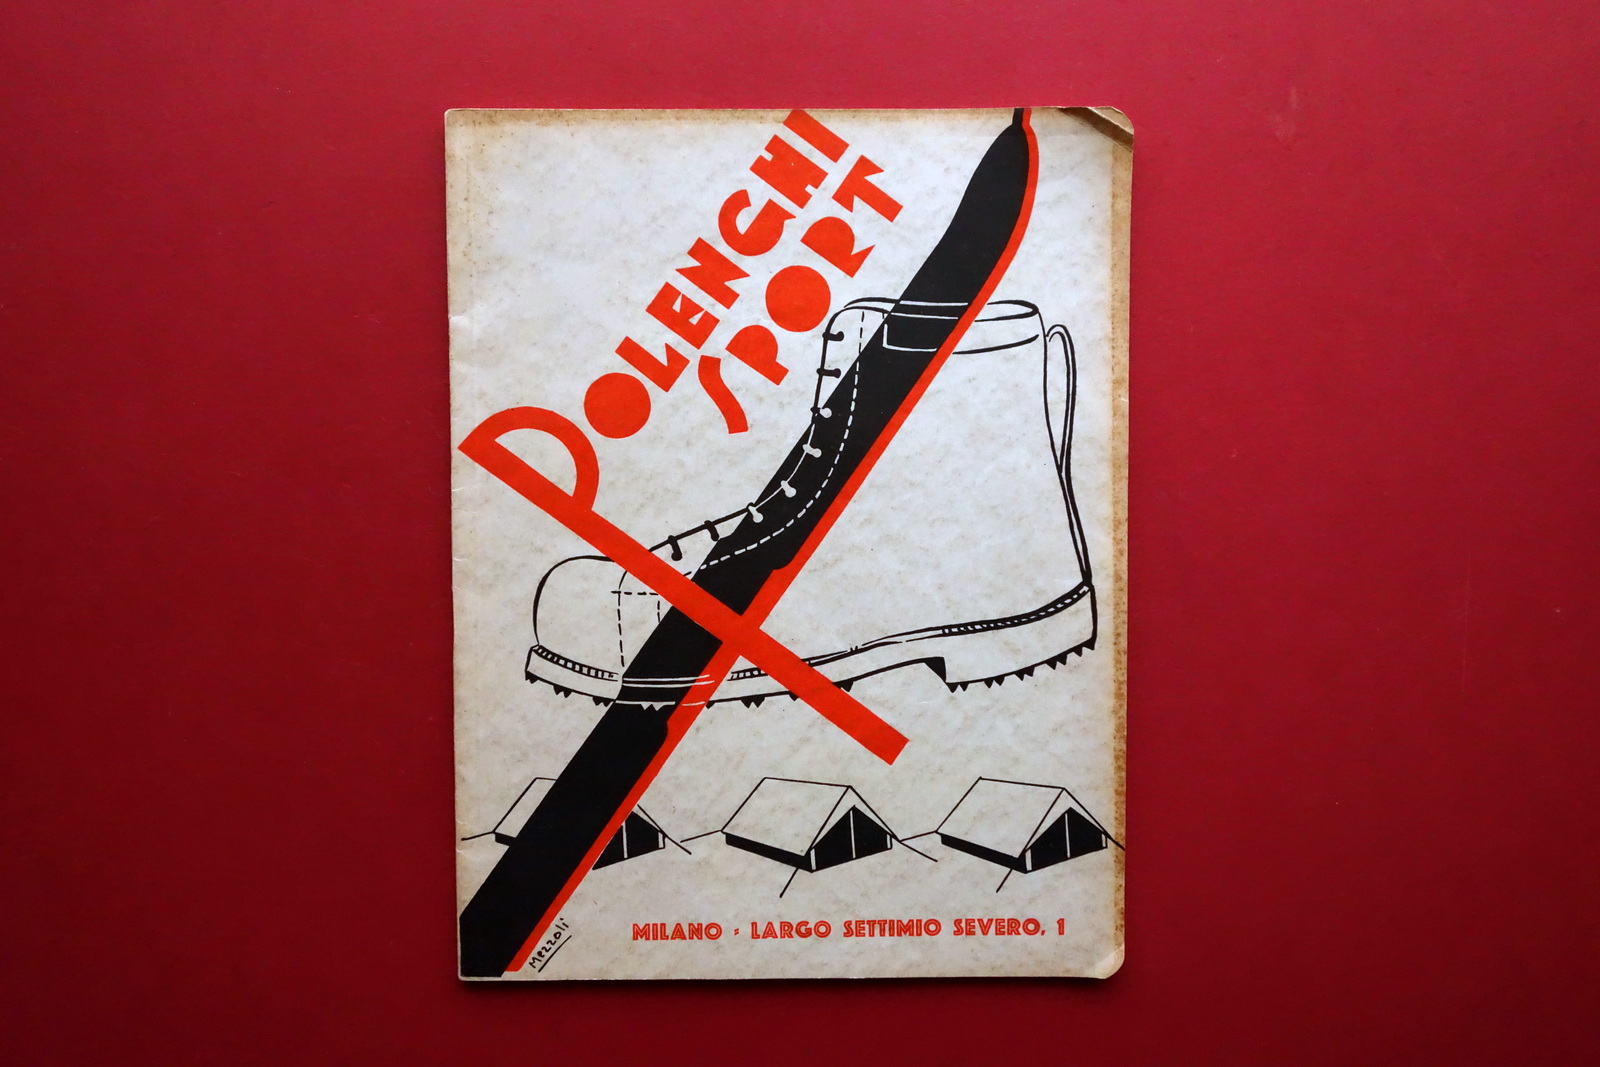 POLENGHI
SPORT
MILANO - LARGO SETTIMIO SEVERO, 1
Mezzoli